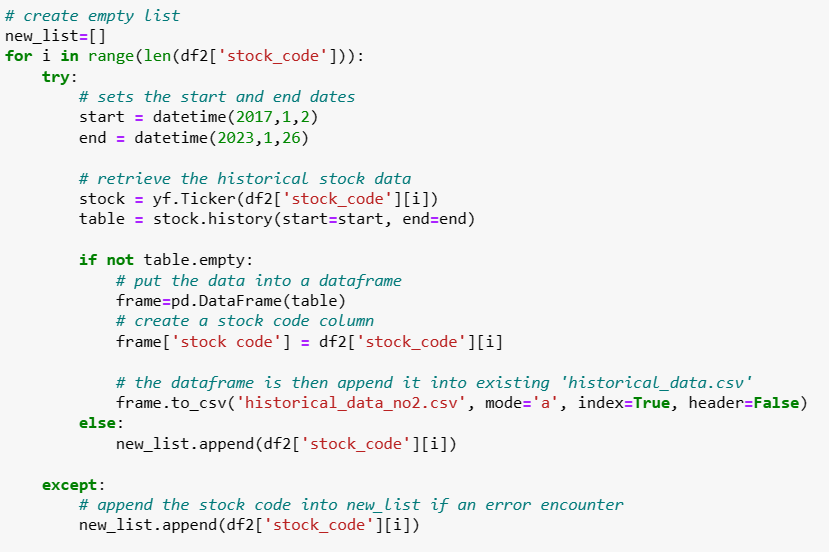 # create empty list
new_list=[]
for i in range(len(df2['stock_code'])):
    try:
        # sets the start and end dates
        start = datetime(2017,1,2)
        end = datetime(2023,1,26)

        # retrieve the historical stock data
        stock = yf.Ticker(df2['stock_code'][i])
        table = stock.history(start=start, end=end)

        if not table.empty:
            # put the data into a dataframe
            frame=pd.DataFrame(table)
            # create a stock code column
            frame['stock code'] = df2['stock_code'][i]

            # the dataframe is then append it into existing 'historical_data.csv'
            frame.to_csv('historical_data_no2.csv', mode='a', index=True, header=False)
        else:
            new_list.append(df2['stock_code'][i])

    except:
        # append the stock code into new_list if an error encounter
        new_list.append(df2['stock_code'][i])